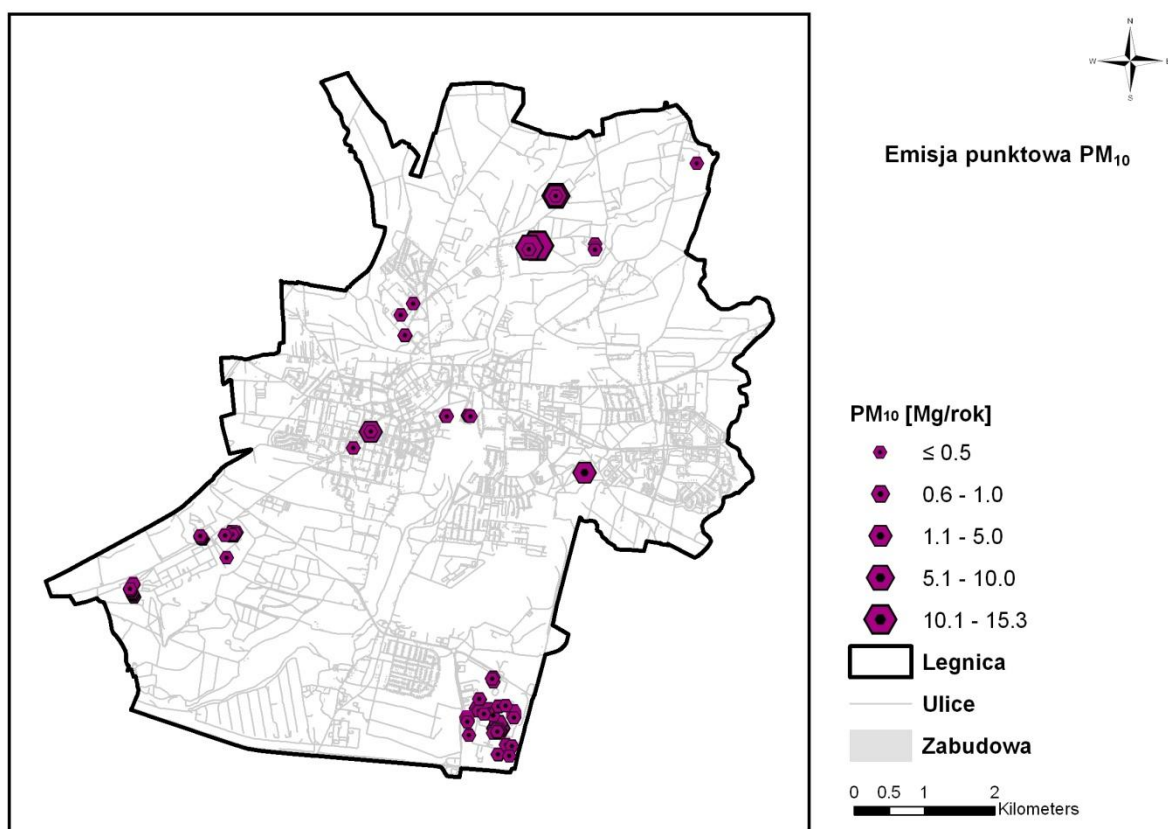 N
W E
S
Emisja punktowa PM₁₀
PM₁₀ [Mg/rok]
≤ 0.5
0.6 - 1.0
1.1 - 5.0
5.1 - 10.0
10.1 - 15.3
Legnica
Ulice
Zabudowa
0 0.5 1 2
Kilometers